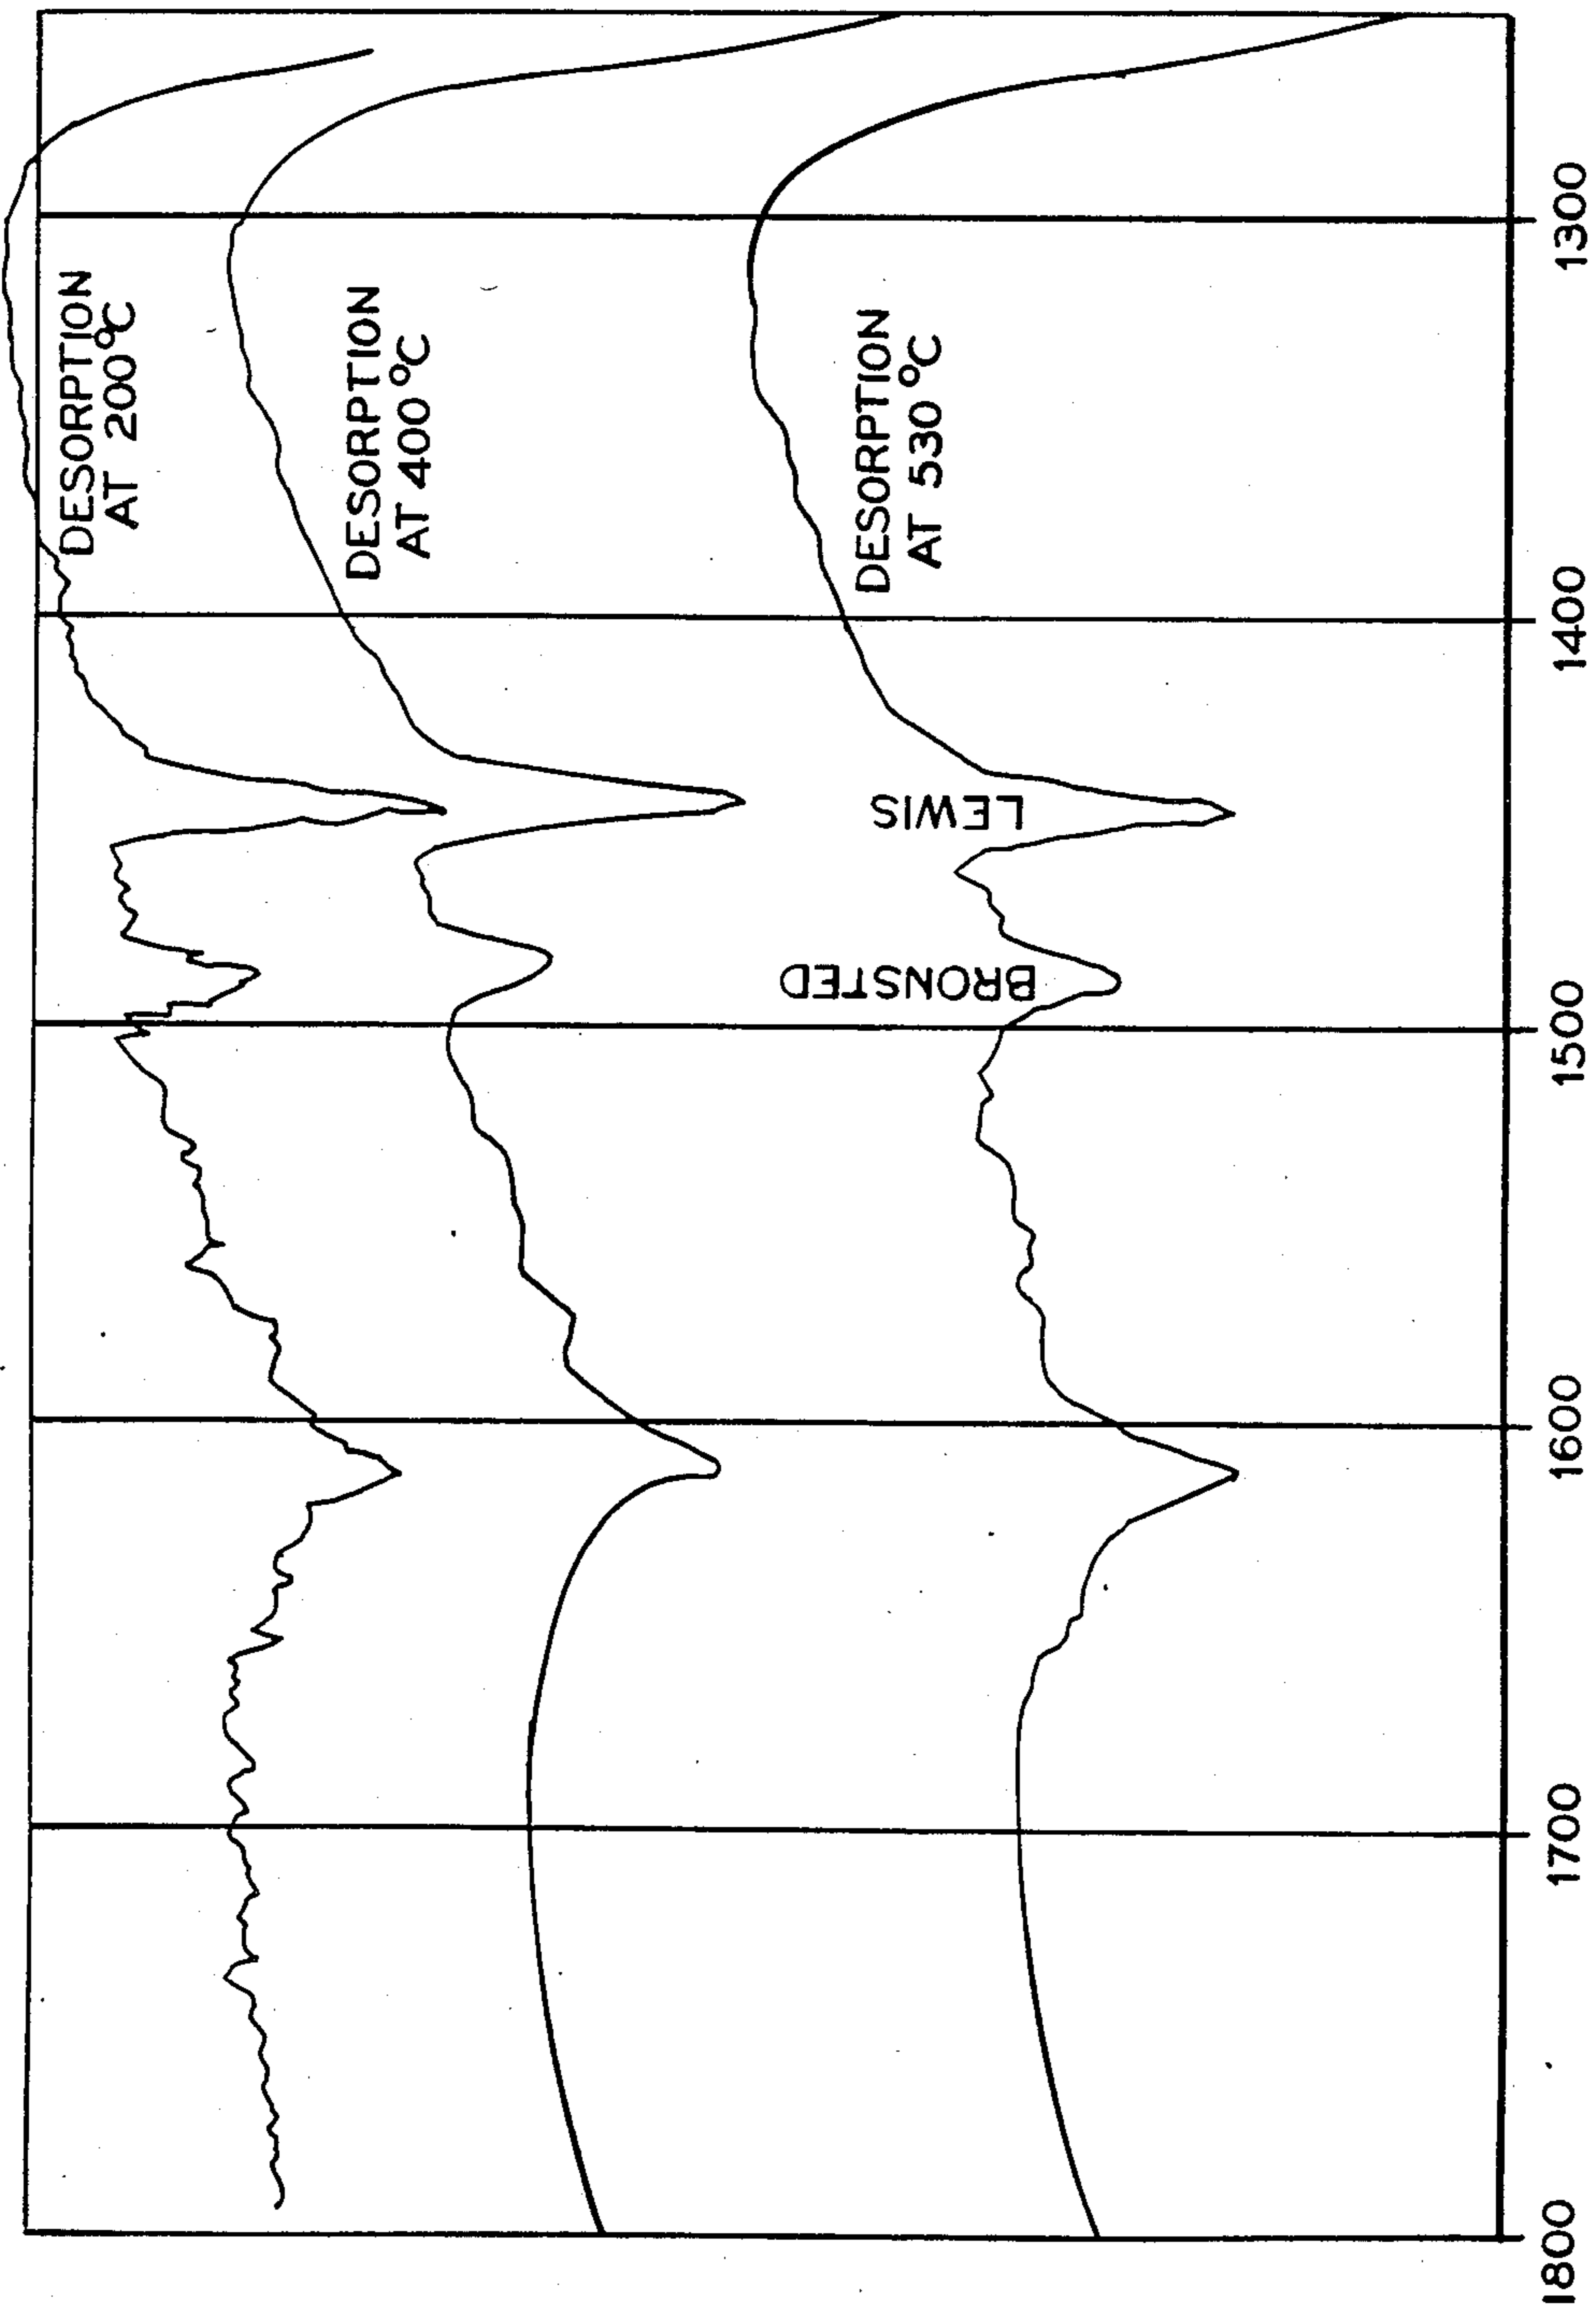 DESORPTION
AT 200°C
DESORPTION
AT 400°C
DESORPTION
AT 530°C
LEWIS
BRONSTED
1800
1700
1600
1500
1400
1300